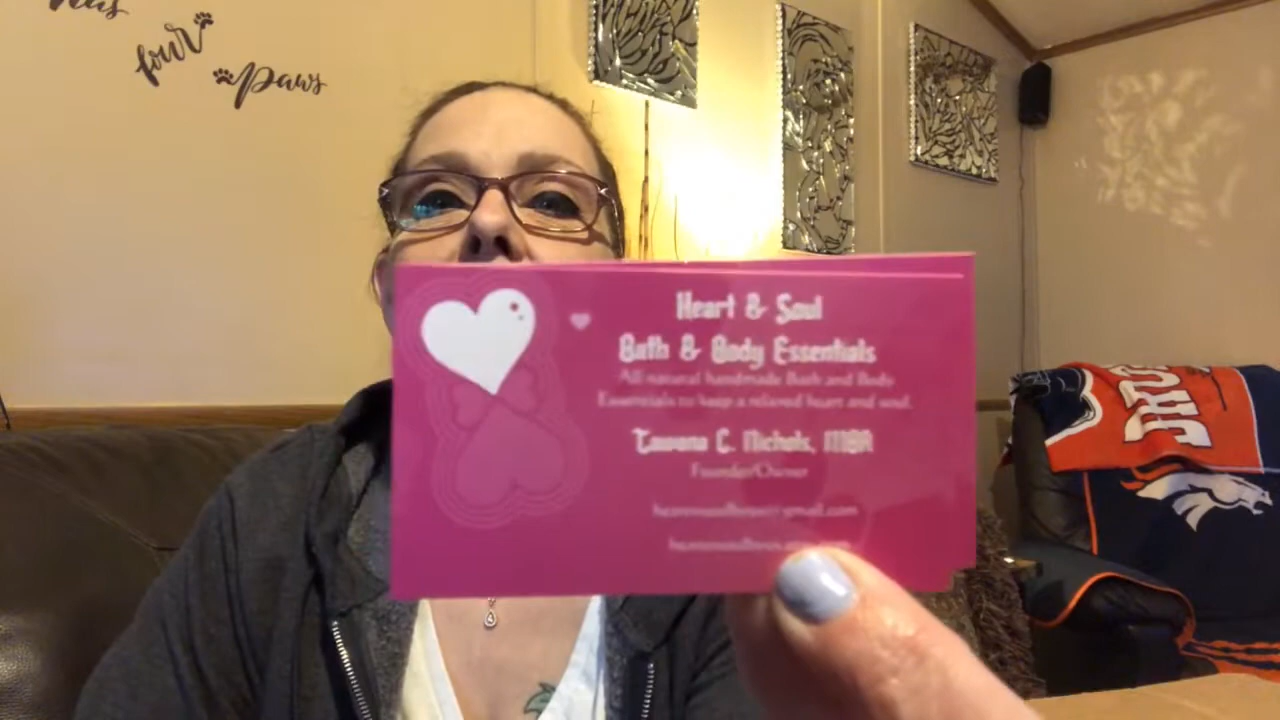 four
paws
Heart & Soul
Bath & Body Essentials
All natural handmade Bath and Body
Essentials to keep a relaxed heart and soul.
Tawana C. Nichols, MBA
Founder/Owner